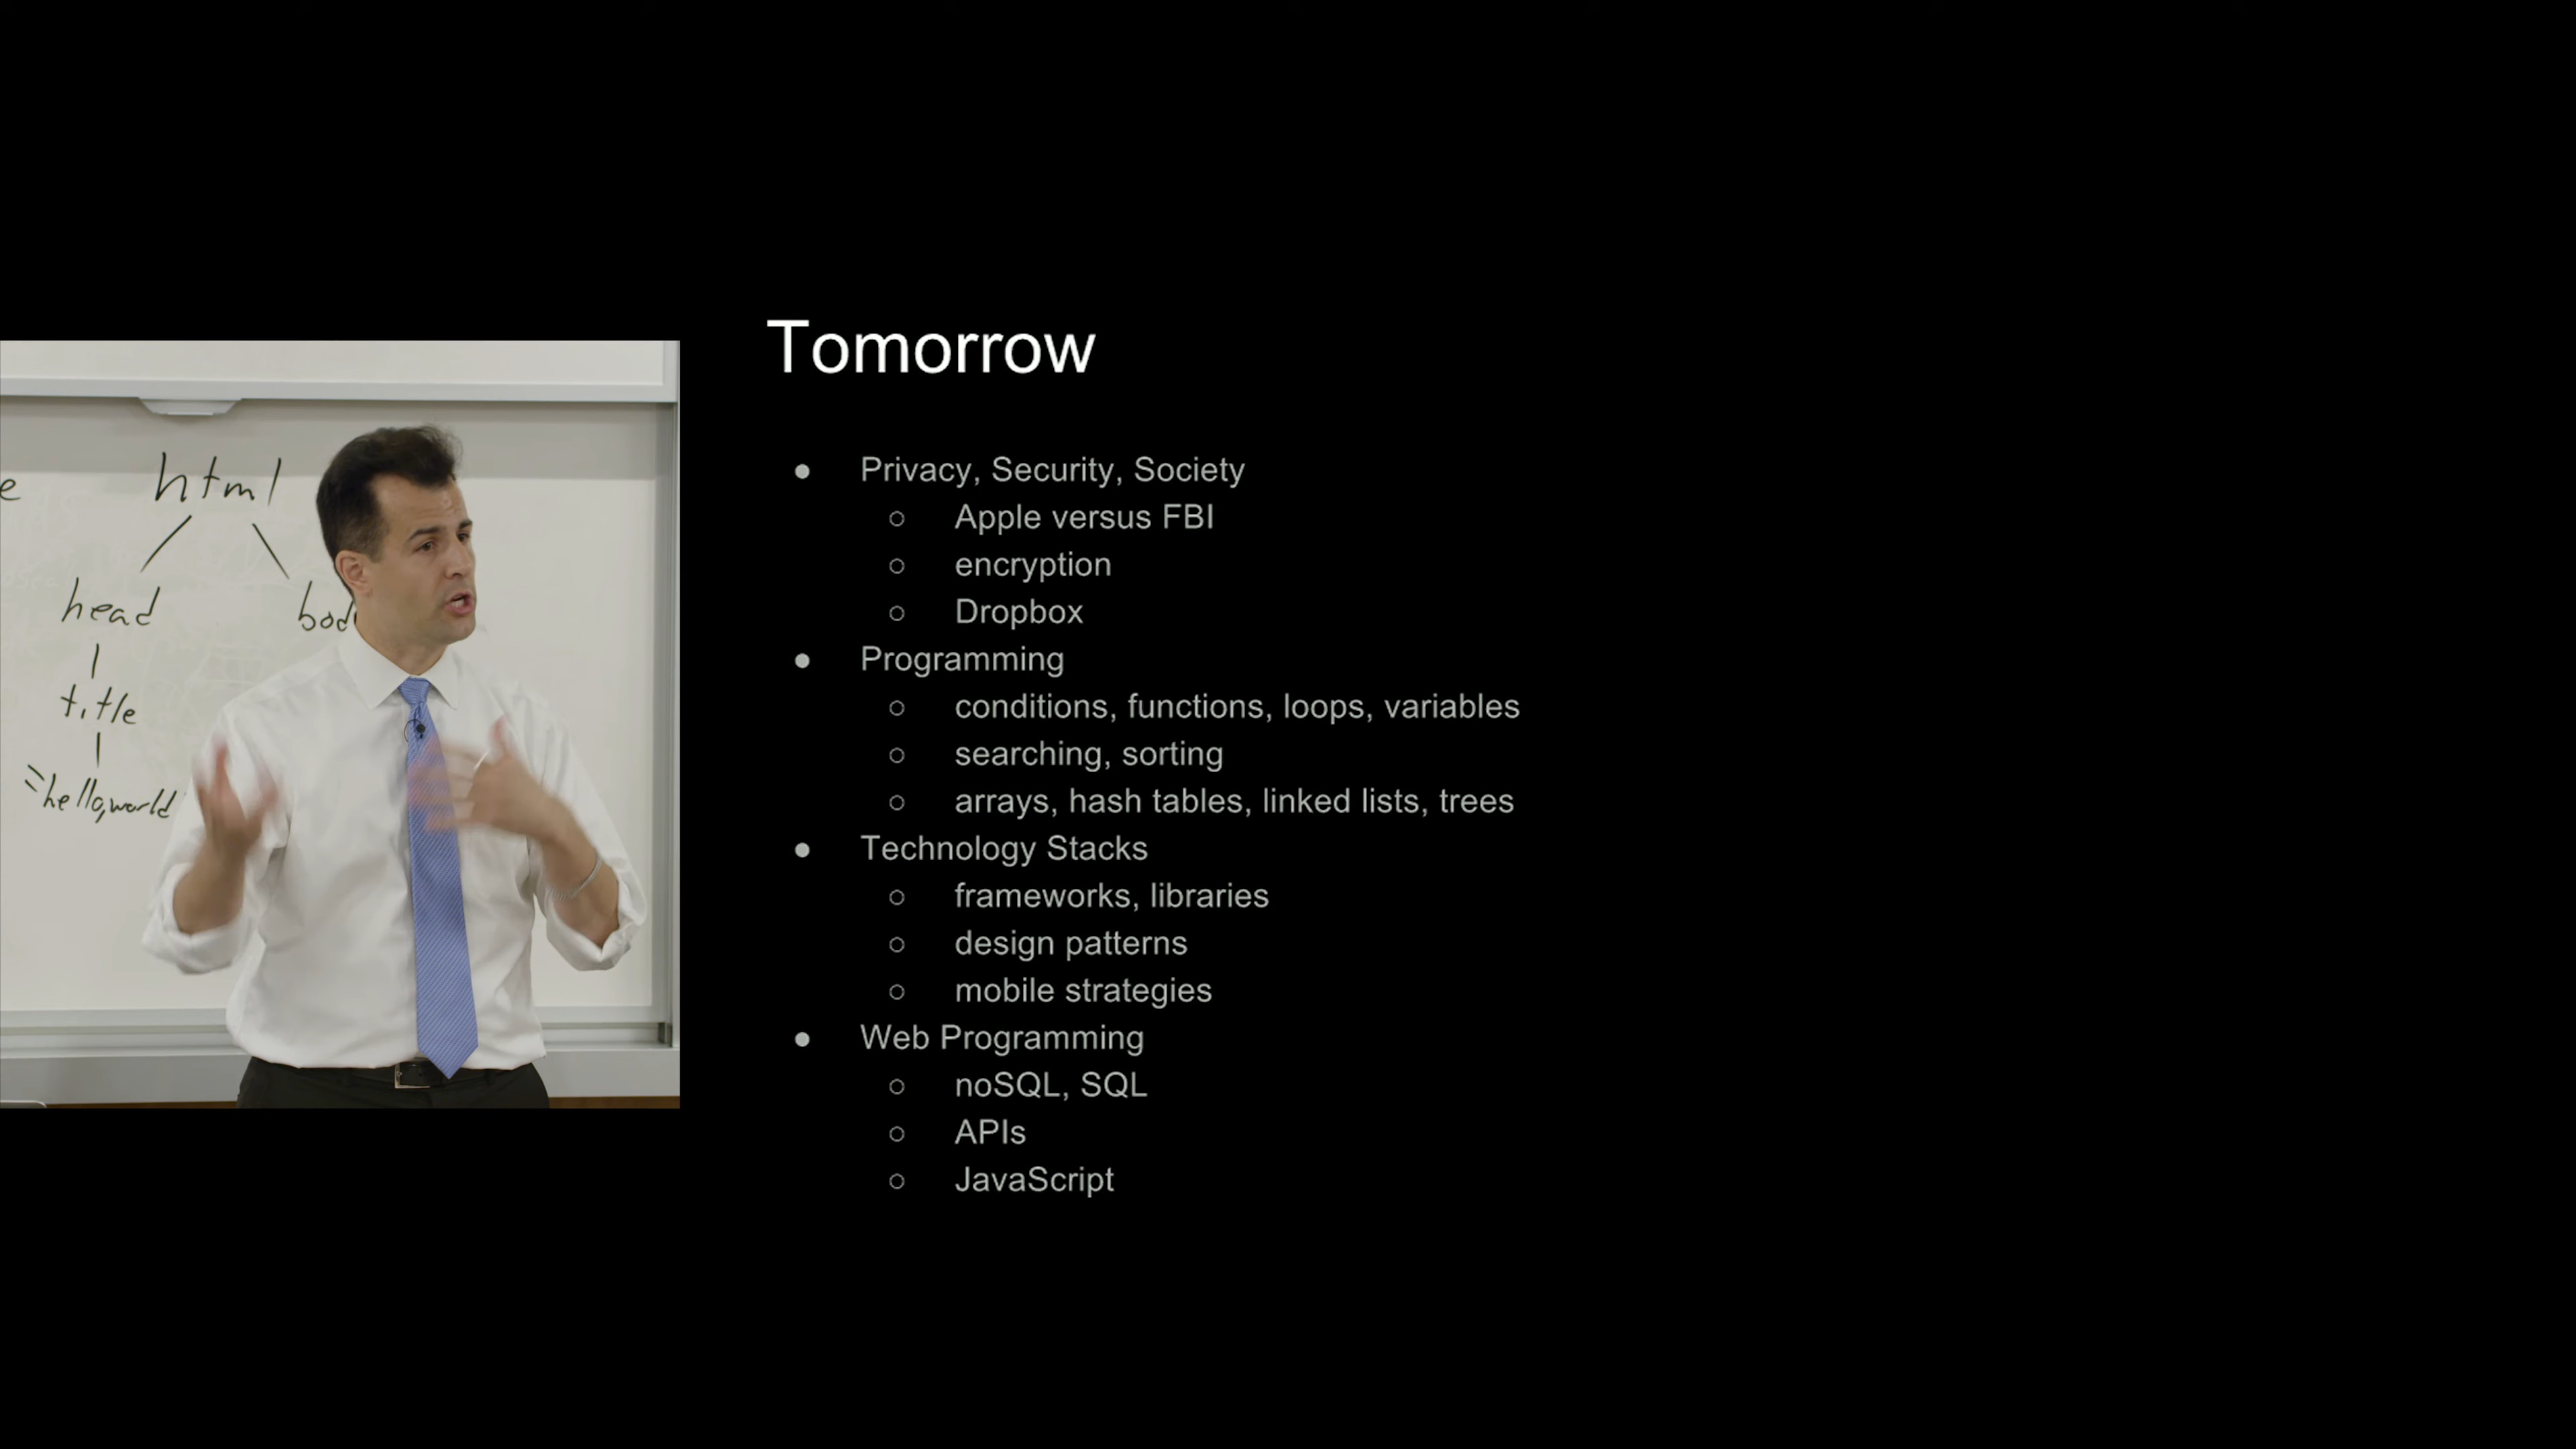 e
html
head
bod
title
"hello,world
Tomorrow
● Privacy, Security, Society
○ Apple versus FBI
○ encryption
○ Dropbox
● Programming
○ conditions, functions, loops, variables
○ searching, sorting
○ arrays, hash tables, linked lists, trees
● Technology Stacks
○ frameworks, libraries
○ design patterns
○ mobile strategies
● Web Programming
○ noSQL, SQL
○ APIs
○ JavaScript